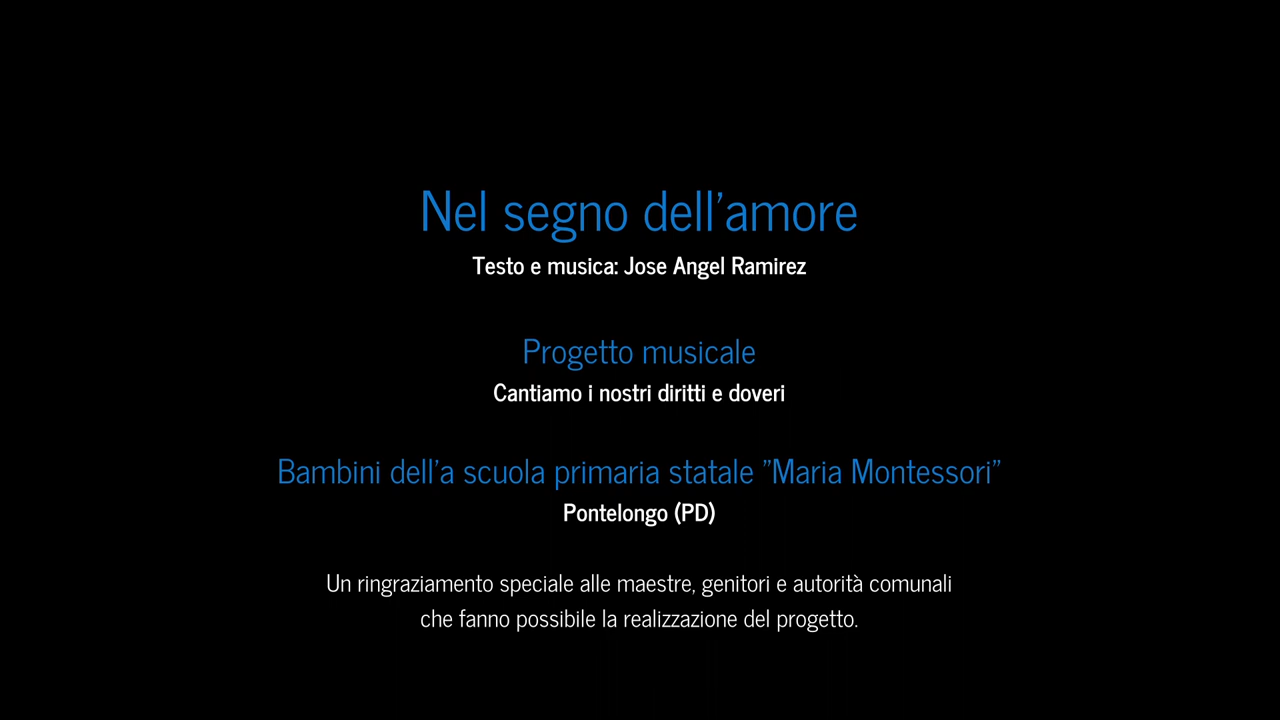 Nel segno dell’amore
Testo e musica: Jose Angel Ramirez
Progetto musicale
Cantiamo i nostri diritti e doveri
Bambini dell’a scuola primaria statale ”Maria Montessori”
Pontelongo (PD)
Un ringraziamento speciale alle maestre, genitori e autorità comunali
che fanno possibile la realizzazione del progetto.